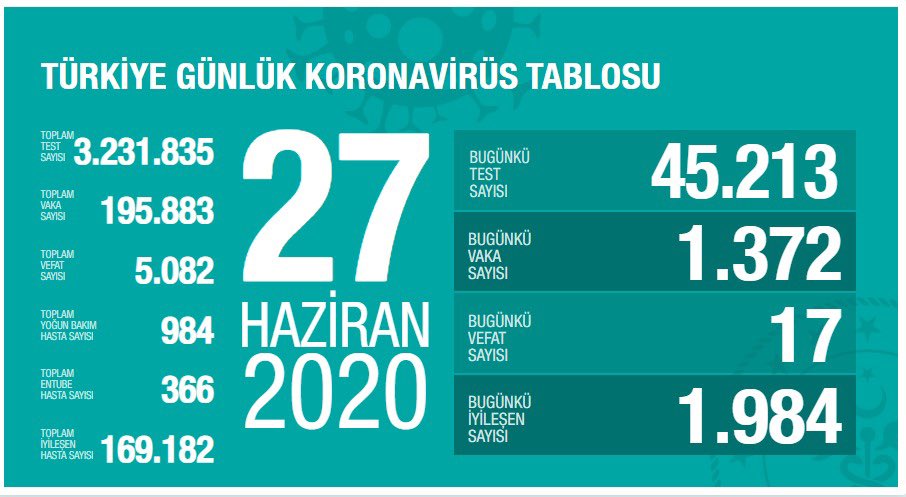 TÜRKİYE GÜNLÜK KORONAVİRÜS TABLOSU
TOPLAM
TEST
SAYISI 3.231.835
TOPLAM
VAKA
SAYISI 195.883
TOPLAM
VEFAT
SAYISI 5.082
TOPLAM
YOĞUN BAKIM
HASTA SAYISI 984
TOPLAM
ENTUBE
HASTA SAYISI 366
TOPLAM
İYİLEŞEN
HASTA SAYISI 169.182
27
HAZİRAN
2020
BUGÜNKÜ
TEST
SAYISI 45.213
BUGÜNKÜ
VAKA
SAYISI 1.372
BUGÜNKÜ
VEFAT
SAYISI 17
BUGÜNKÜ
İYİLEŞEN
SAYISI 1.984